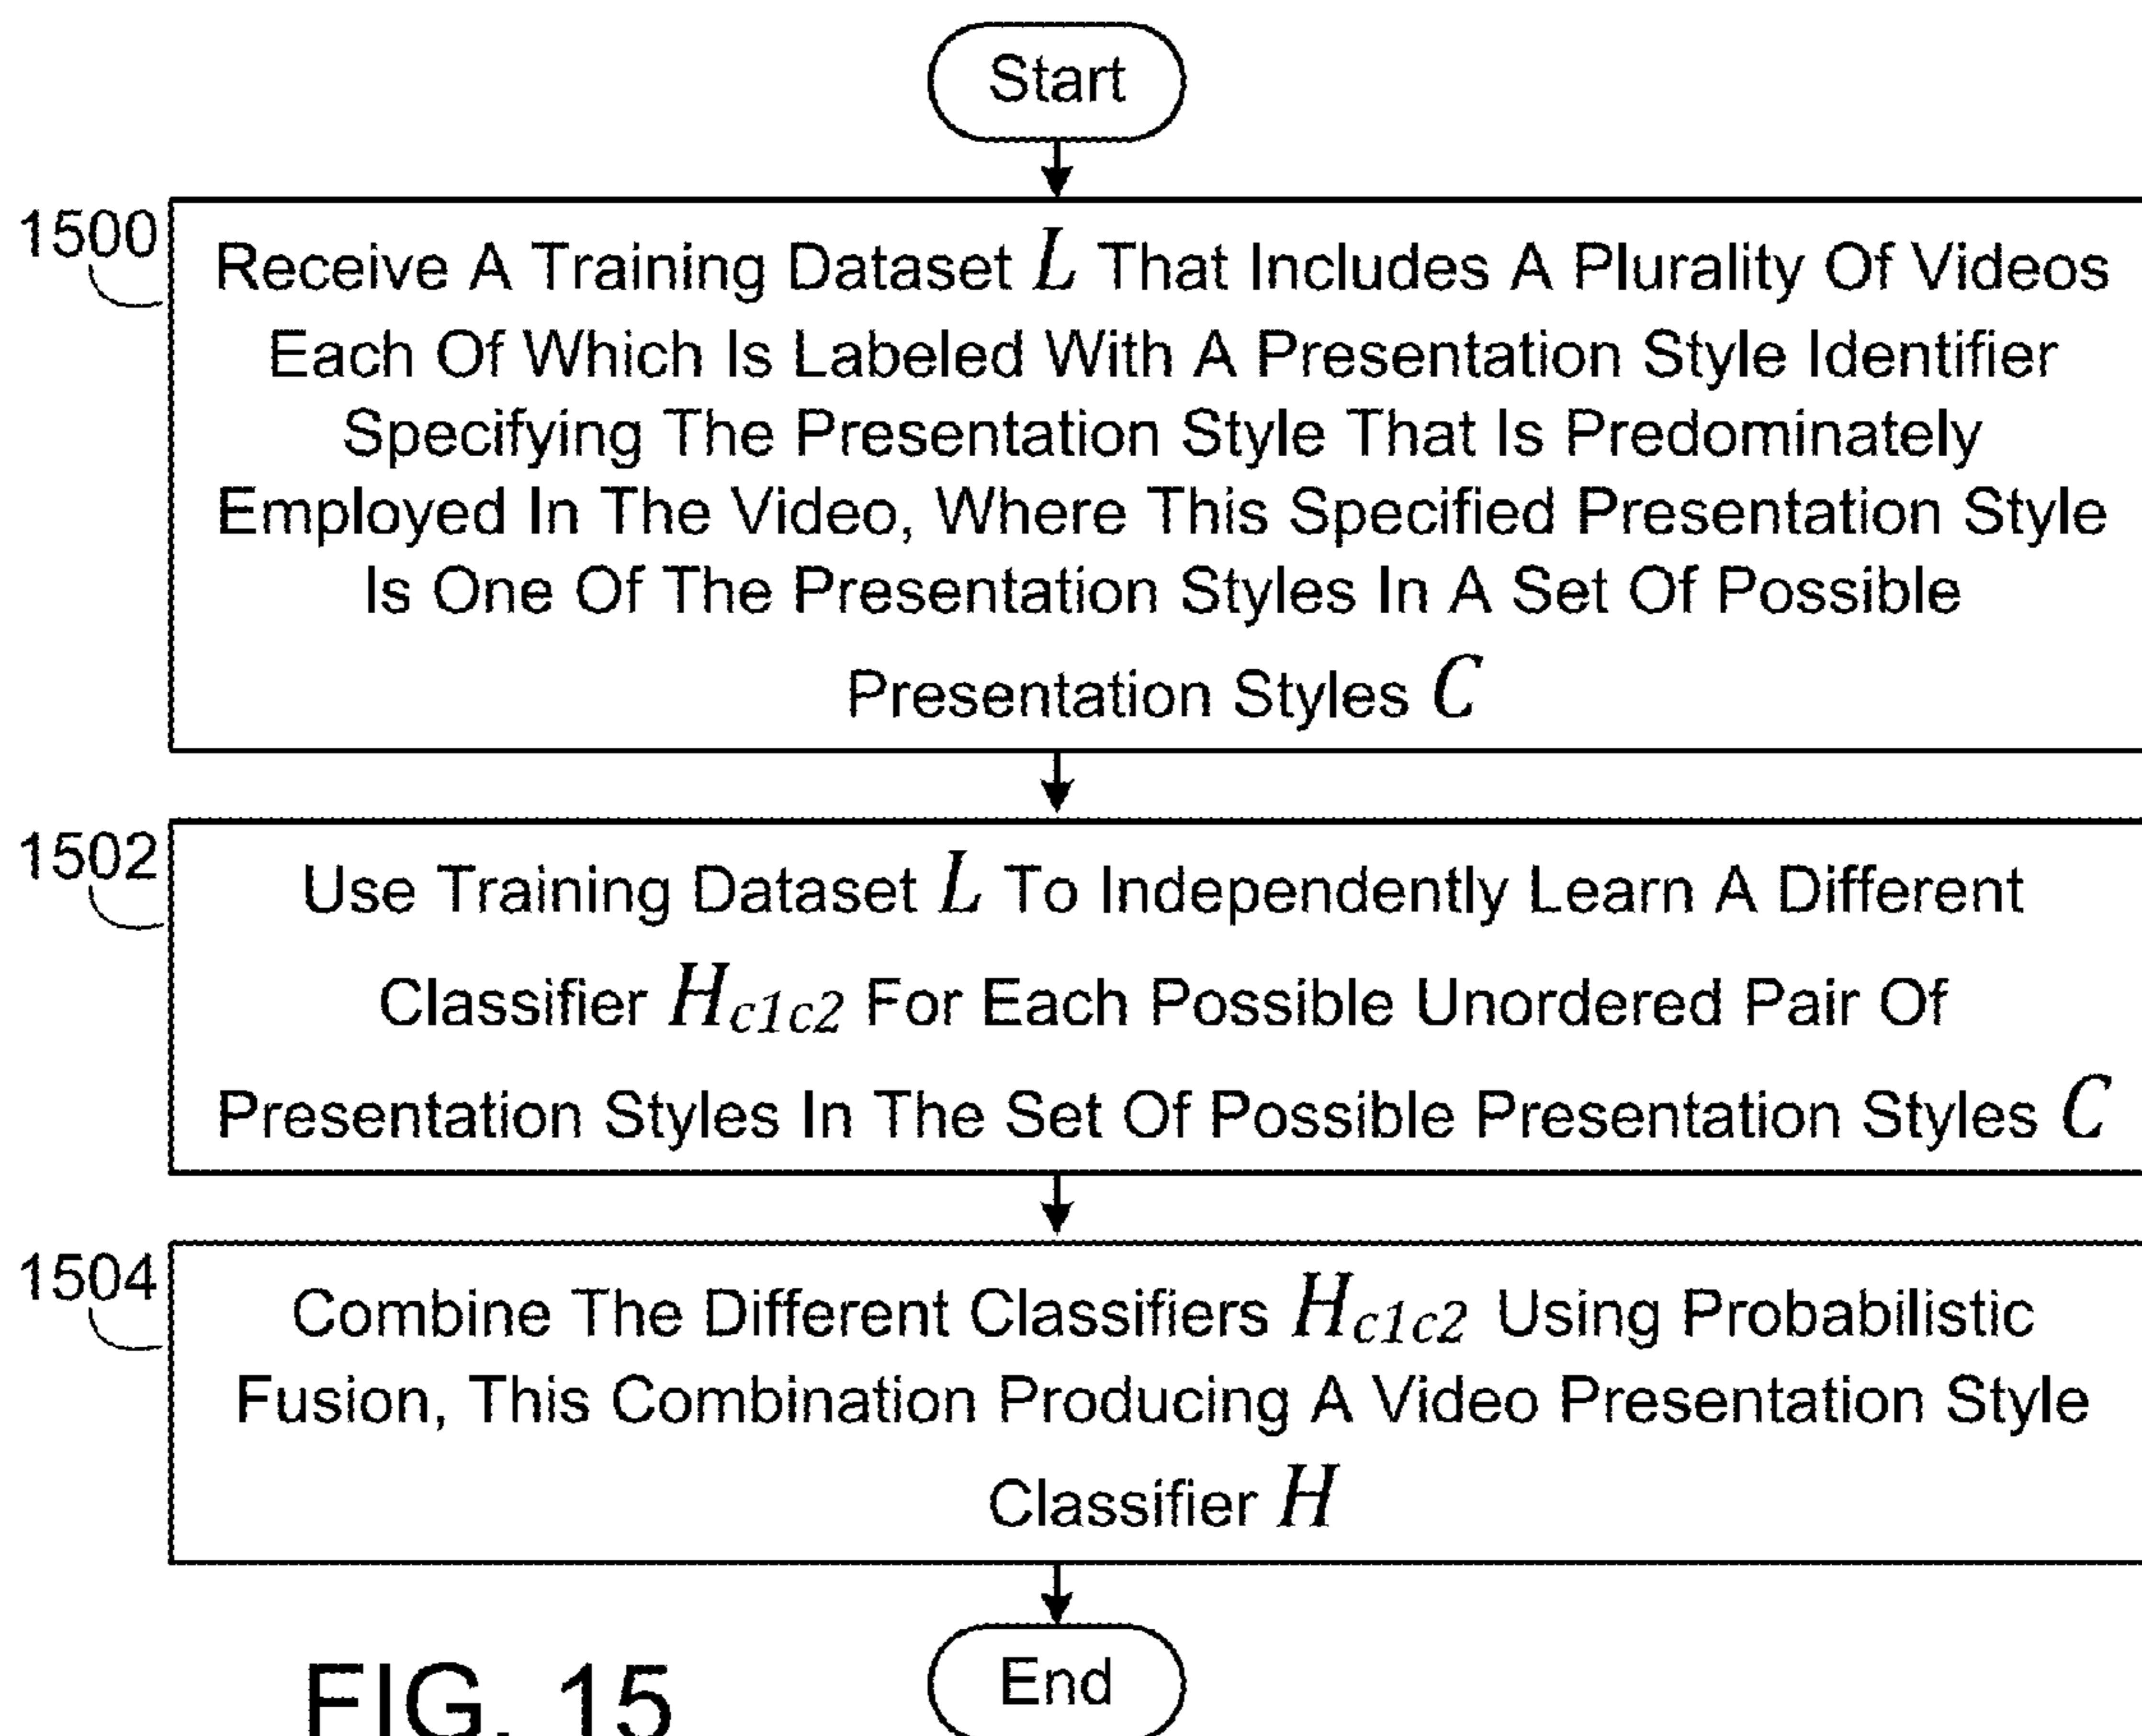 Start
1500
Receive A Training Dataset L That Includes A Plurality Of Videos
Each Of Which Is Labeled With A Presentation Style Identifier
Specifying The Presentation Style That Is Predominately
Employed In The Video, Where This Specified Presentation Style
Is One Of The Presentation Styles In A Set Of Possible
Presentation Styles C
1502
Use Training Dataset L To Independently Learn A Different
Classifier H_{c1c2} For Each Possible Unordered Pair Of
Presentation Styles In The Set Of Possible Presentation Styles C
1504
Combine The Different Classifiers H_{c1c2} Using Probabilistic
Fusion, This Combination Producing A Video Presentation Style
Classifier H
End
FIG. 15